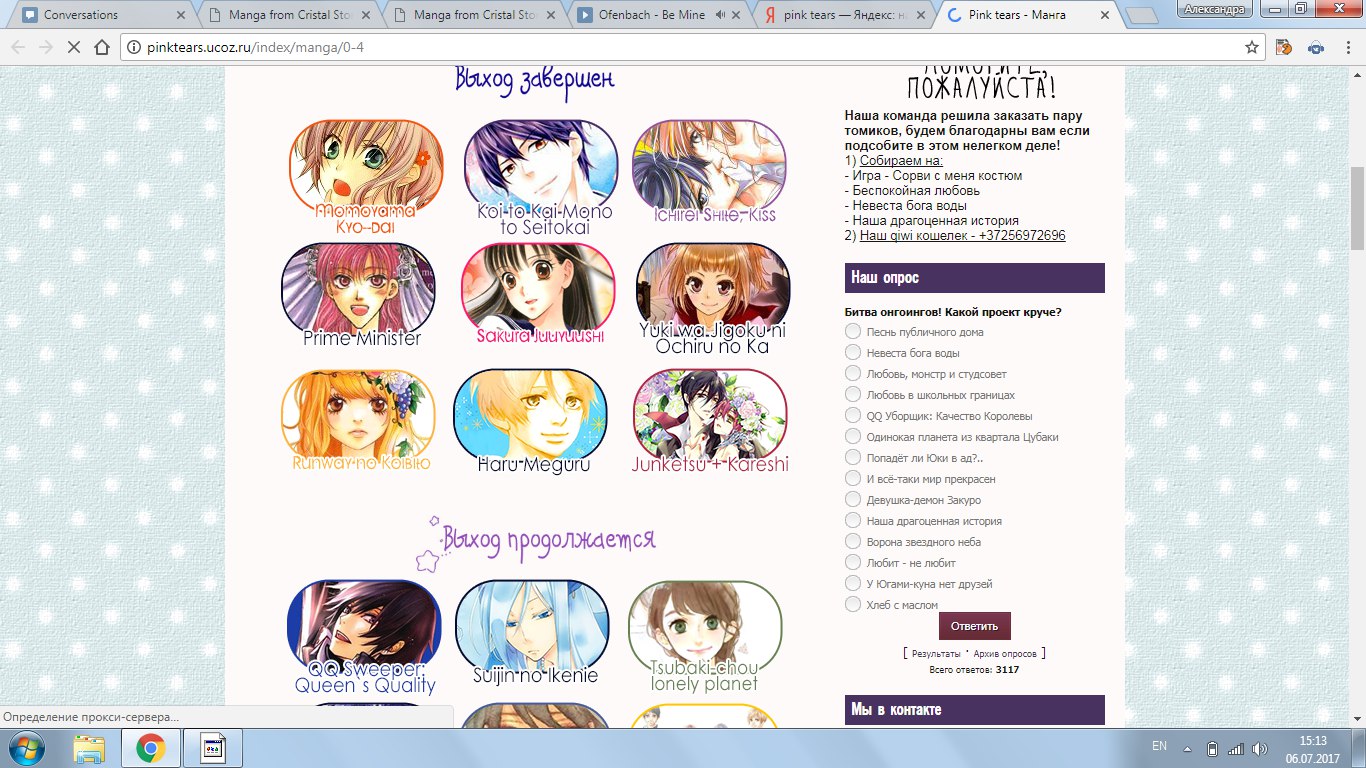 Conversations
Manga from Cristal Sto
Manga from Cristal Sto
Ofenbach - Be Mine
pink tears — Яндекс: на
Pink tears - Манга
Александра
pinktears.ucoz.ru/index/manga/0-4
Выход завершен
Momoyama
Kyo-dai
Koi to Kai Mono
to Seitokai
Ichirei Shite, Kiss
Prime Minister
Sakura Juuyuushi
Yuki wa Jigoku ni
Ochiru no Ka
Runway no Koibito
Haru Meguru
Junketsu + Kareshi
Выход продолжается
QQ Sweeper:
Queen`s Quality
Suijin no Ikenie
Tsubaki-chou
lonely planet
ПОМОГИТЕ,
ПОЖАЛУЙСТА!
Наша команда решила заказать пару
томиков, будем благодарны вам если
подсобите в этом нелегком деле!
1) Собираем на:
- Игра - Сорви с меня костюм
- Беспокойная любовь
- Невеста бога воды
- Наша драгоценная история
2) Наш qiwi кошелек - +37256972696
Наш опрос
Битва онгоингов! Какой проект круче?
Песнь публичного дома
Невеста бога воды
Любовь, монстр и студсовет
Любовь в школьных границах
QQ Уборщик: Качество Королевы
Одинокая планета из квартала Цубаки
Попадёт ли Юки в ад?..
И всё-таки мир прекрасен
Девушка-демон Закуро
Наша драгоценная история
Ворона звездного неба
Любит - не любит
У Югами-куна нет друзей
Хлеб с маслом
Ответить
[ Результаты · Архив опросов ]
Всего ответов: 3117
Мы в контакте
Определение прокси-сервера...
EN
15:13
06.07.2017